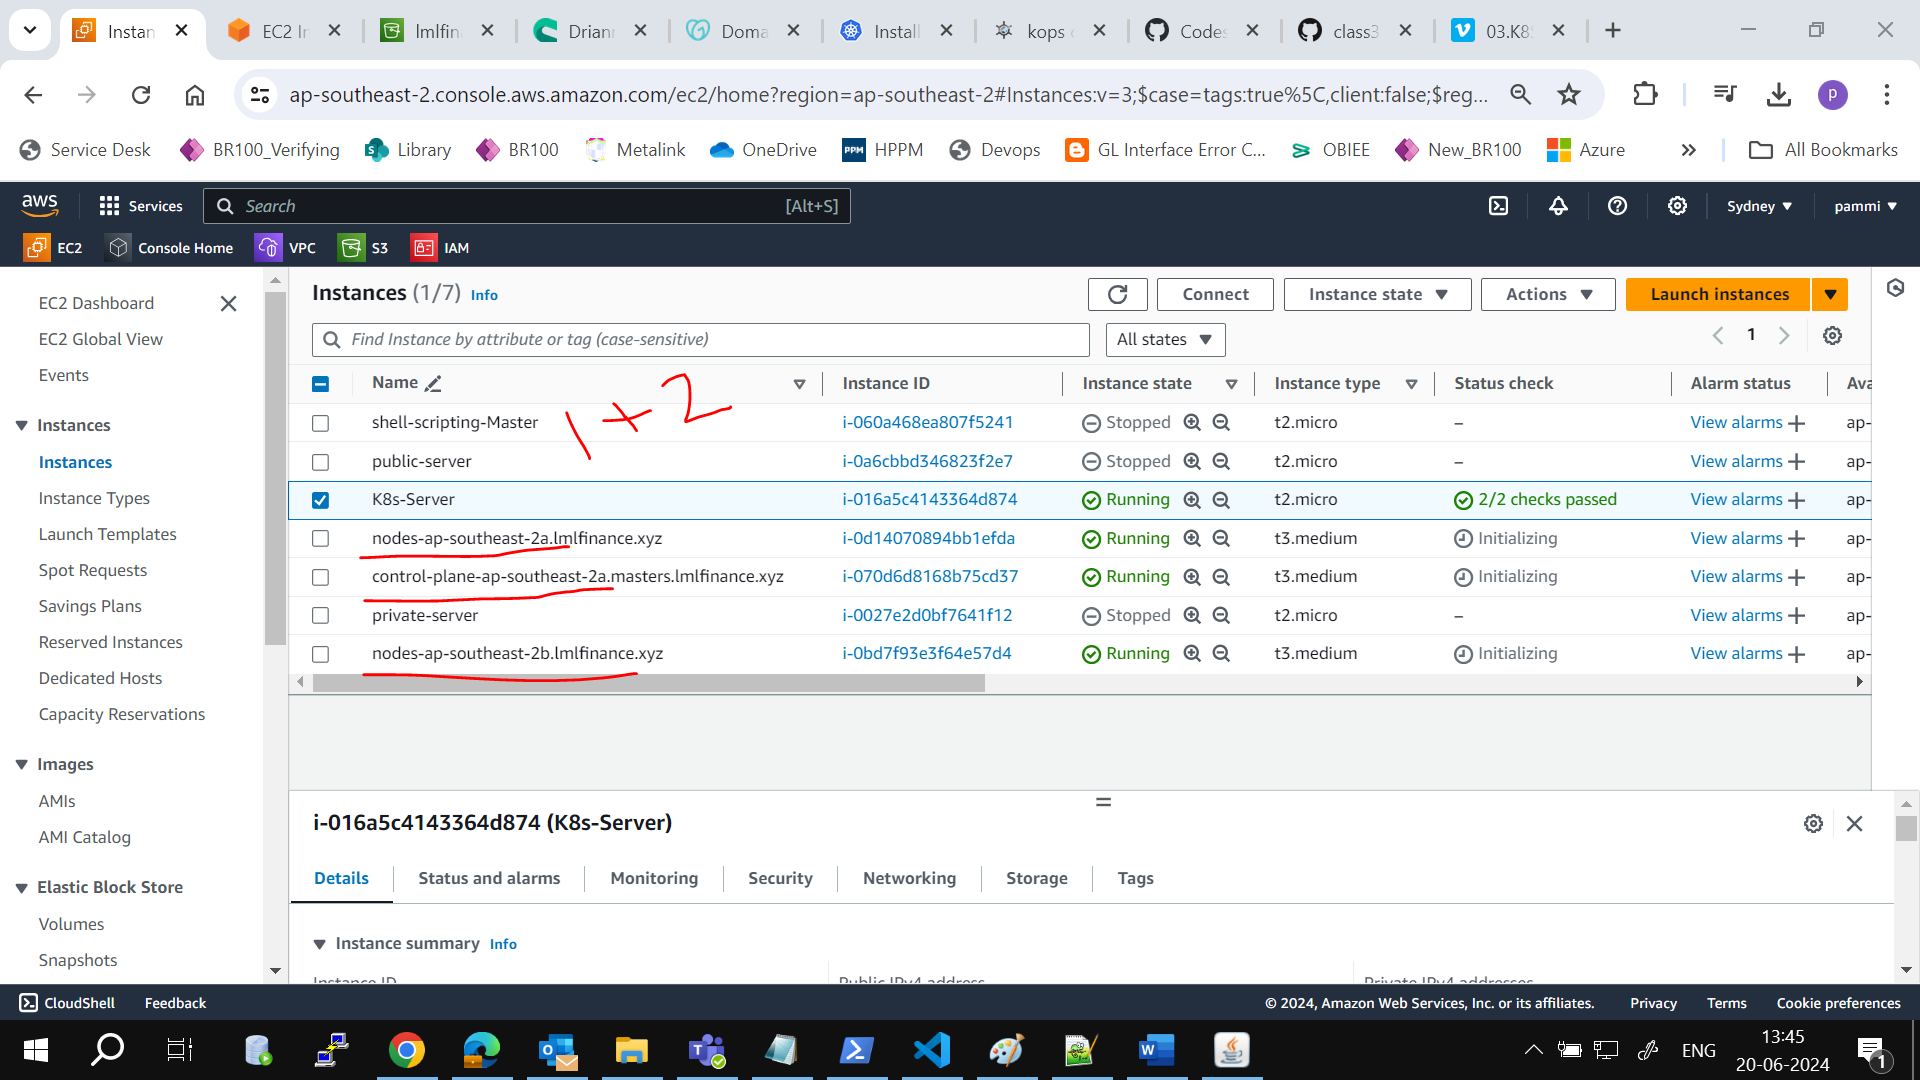 Instan
EC2 In
lmlfin
Driann
Doma
Install
kops c
Codes
class3
03.K8
ap-southeast-2.console.aws.amazon.com/ec2/home?region=ap-southeast-2#Instances:v=3;$case=tags:true%5C,client:false;$reg...
p
Service Desk
BR100_Verifying
Library
BR100
Metalink
OneDrive
PPM
HPPM
Devops
GL Interface Error C...
OBIEE
New_BR100
Azure
All Bookmarks
aws
Services
Search
[Alt+S]
Sydney
pammi
EC2
Console Home
VPC
S3
IAM
EC2 Dashboard
EC2 Global View
Events
Instances
Instances
Instance Types
Launch Templates
Spot Requests
Savings Plans
Reserved Instances
Dedicated Hosts
Capacity Reservations
Images
AMIs
AMI Catalog
Elastic Block Store
Volumes
Snapshots
Instances (1/7) Info
Connect
Instance state
Actions
Launch instances
Find Instance by attribute or tag (case-sensitive)
All states
1
Name Instance ID Instance state Instance type Status check Alarm status Ava
1 + 2
shell-scripting-Master i-060a468ea807f5241 Stopped t2.micro – View alarms + ap-
public-server i-0a6cbbd346823f2e7 Stopped t2.micro – View alarms + ap-
K8s-Server i-016a5c4143364d874 Running t2.micro 2/2 checks passed View alarms + ap-
nodes-ap-southeast-2a.lmlfinance.xyz i-0d14070894bb1efda Running t3.medium Initializing View alarms + ap-
control-plane-ap-southeast-2a.masters.lmlfinance.xyz i-070d6d8168b75cd37 Running t3.medium Initializing View alarms + ap-
private-server i-0027e2d0bf7641f12 Stopped t2.micro – View alarms + ap-
nodes-ap-southeast-2b.lmlfinance.xyz i-0bd7f93e3f64e57d4 Running t3.medium Initializing View alarms + ap-
i-016a5c4143364d874 (K8s-Server)
Details
Status and alarms
Monitoring
Security
Networking
Storage
Tags
Instance summary Info
Instance ID
Public IPv4 address
Private IPv4 addresses
CloudShell
Feedback
© 2024, Amazon Web Services, Inc. or its affiliates.
Privacy
Terms
Cookie preferences
ENG
13:45
20-06-2024
1